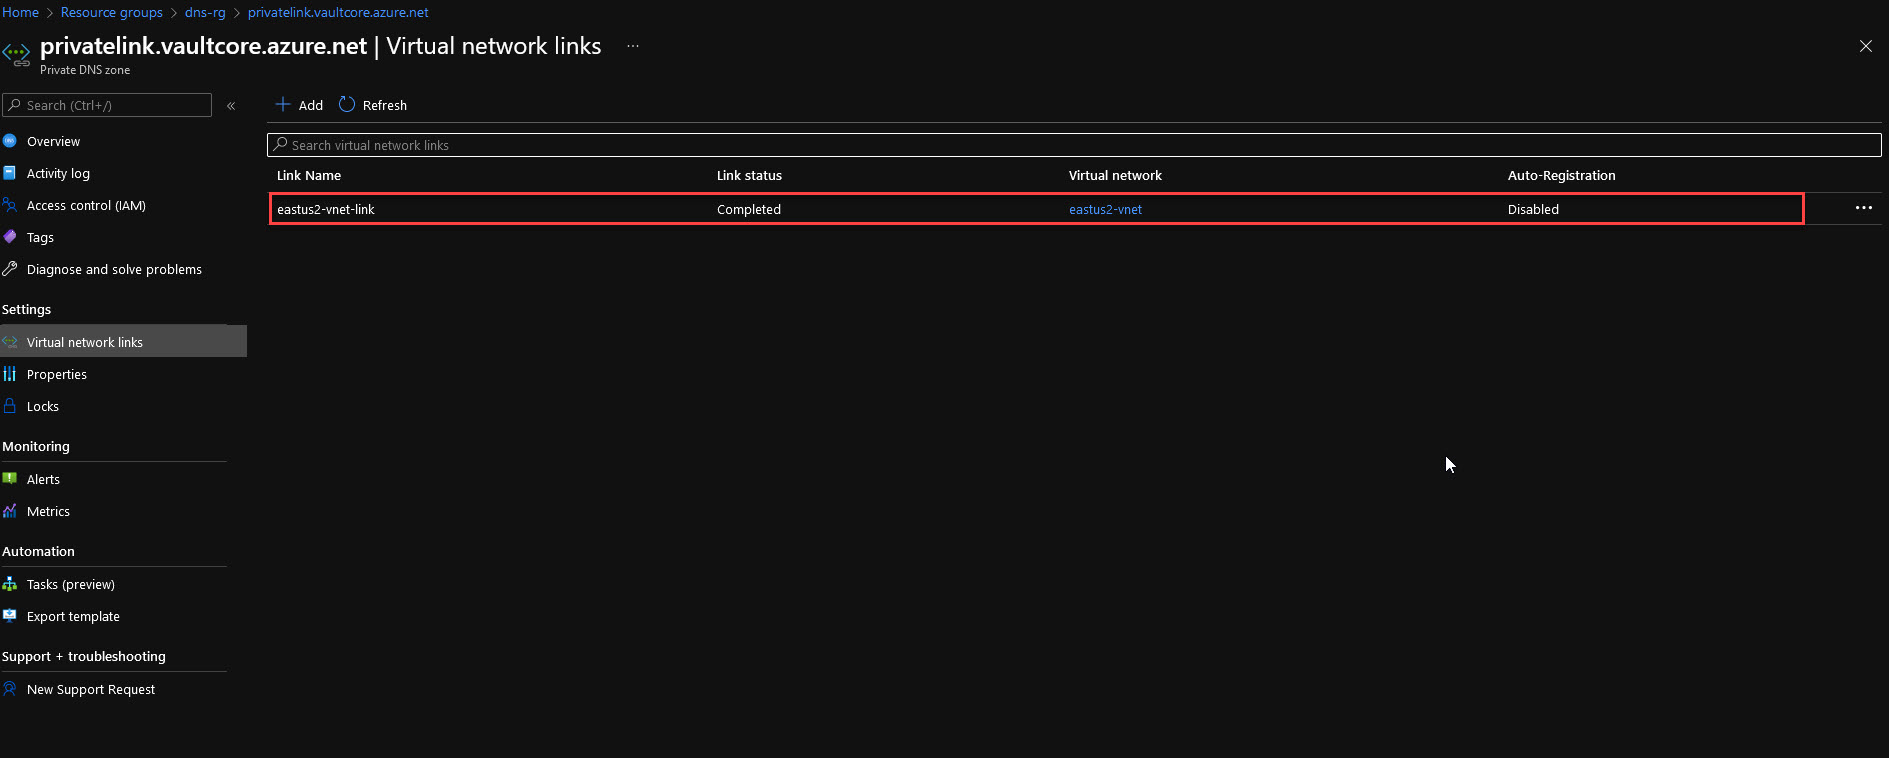 Home > Resource groups > dns-rg > privatelink.vaultcore.azure.net
privatelink.vaultcore.azure.net | Virtual network links ...
Private DNS zone
Search (Ctrl+/) «
Overview
Activity log
Access control (IAM)
Tags
Diagnose and solve problems
Settings
Virtual network links
Properties
Locks
Monitoring
Alerts
Metrics
Automation
Tasks (preview)
Export template
Support + troubleshooting
New Support Request
Add Refresh
Search virtual network links
Link Name Link status Virtual network Auto-Registration
eastus2-vnet-link Completed eastus2-vnet Disabled